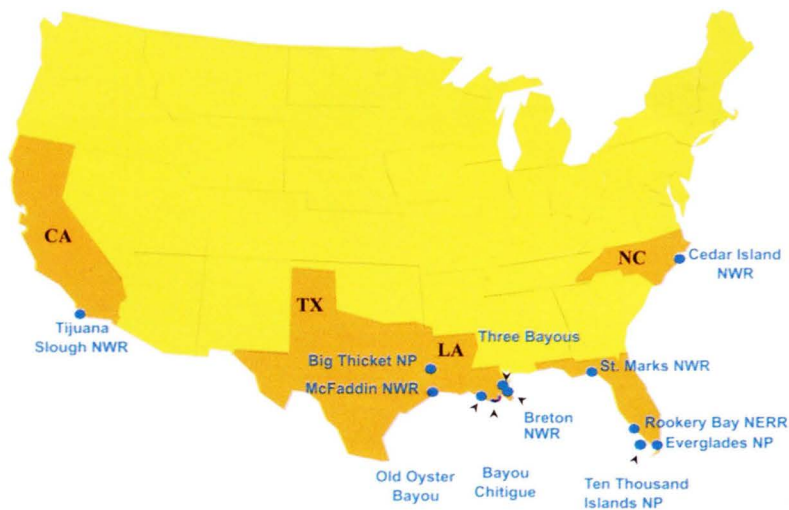 CA
NC
Cedar Island
NWR
TX
Tijuana
Slough NWR
Three Bayous
LA
Big Thicket NP
St. Marks NWR
McFaddin NWR
Breton
NWR
Rookery Bay NERR
Everglades NP
Old Oyster
Bayou
Bayou
Chitigue
Ten Thousand
Islands NP